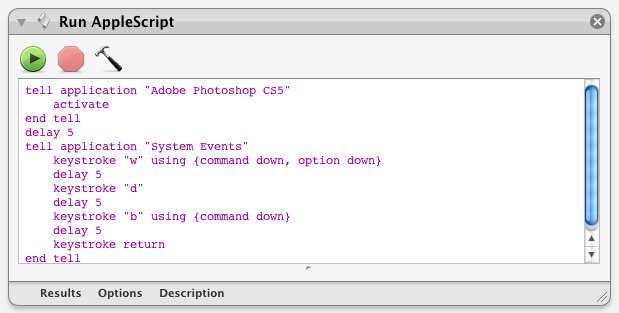 Run AppleScript
tell application "Adobe Photoshop CS5"
    activate
end tell
delay 5
tell application "System Events"
    keystroke "w" using {command down, option down}
    delay 5
    keystroke "d"
    delay 5
    keystroke "b" using {command down}
    delay 5
    keystroke return
end tell
Results Options Description